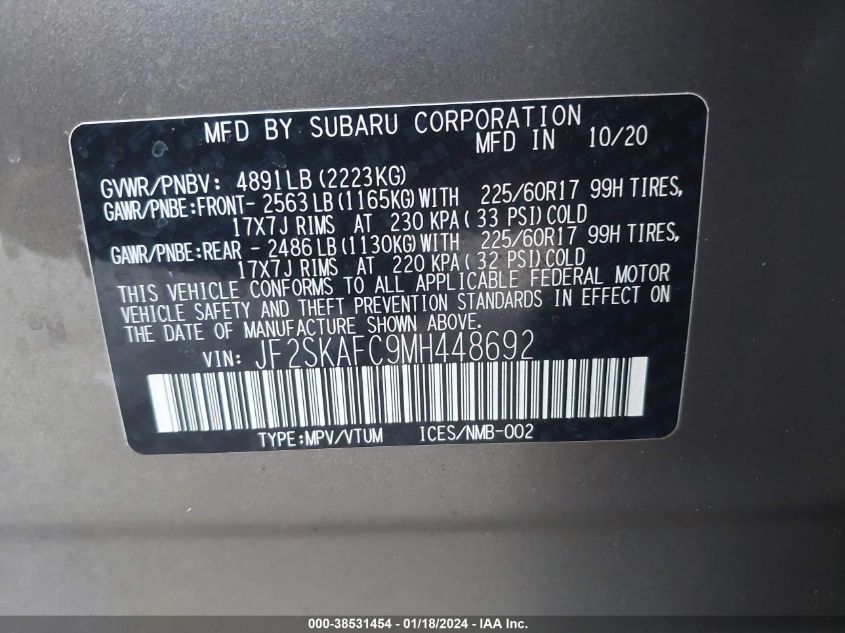 MFD BY SUBARU CORPORATION
MFD IN 10/20
GVWR/PNBV: 4891LB (2223KG)
GAWR/PNBE:FRONT- 2563 LB (1165KG) WITH 225/60R17 99H TIRES,
17X7J RIMS AT 230 KPA ( 33 PSI) COLD
GAWR/PNBE:REAR - 2486 LB (1130KG) WITH 225/60R17 99H TIRES,
17X7J RIMS AT 220 KPA ( 32 PSI) COLD
THIS VEHICLE CONFORMS TO ALL APPLICABLE FEDERAL MOTOR
VEHICLE SAFETY AND THEFT PREVENTION STANDARDS IN EFFECT ON
THE DATE OF MANUFACTURE SHOWN ABOVE.
VIN: JF2SKAFC9MH448692
TYPE:MPV/VTUM ICES/NMB-002
000-38531454 - 01/18/2024 - IAA Inc.